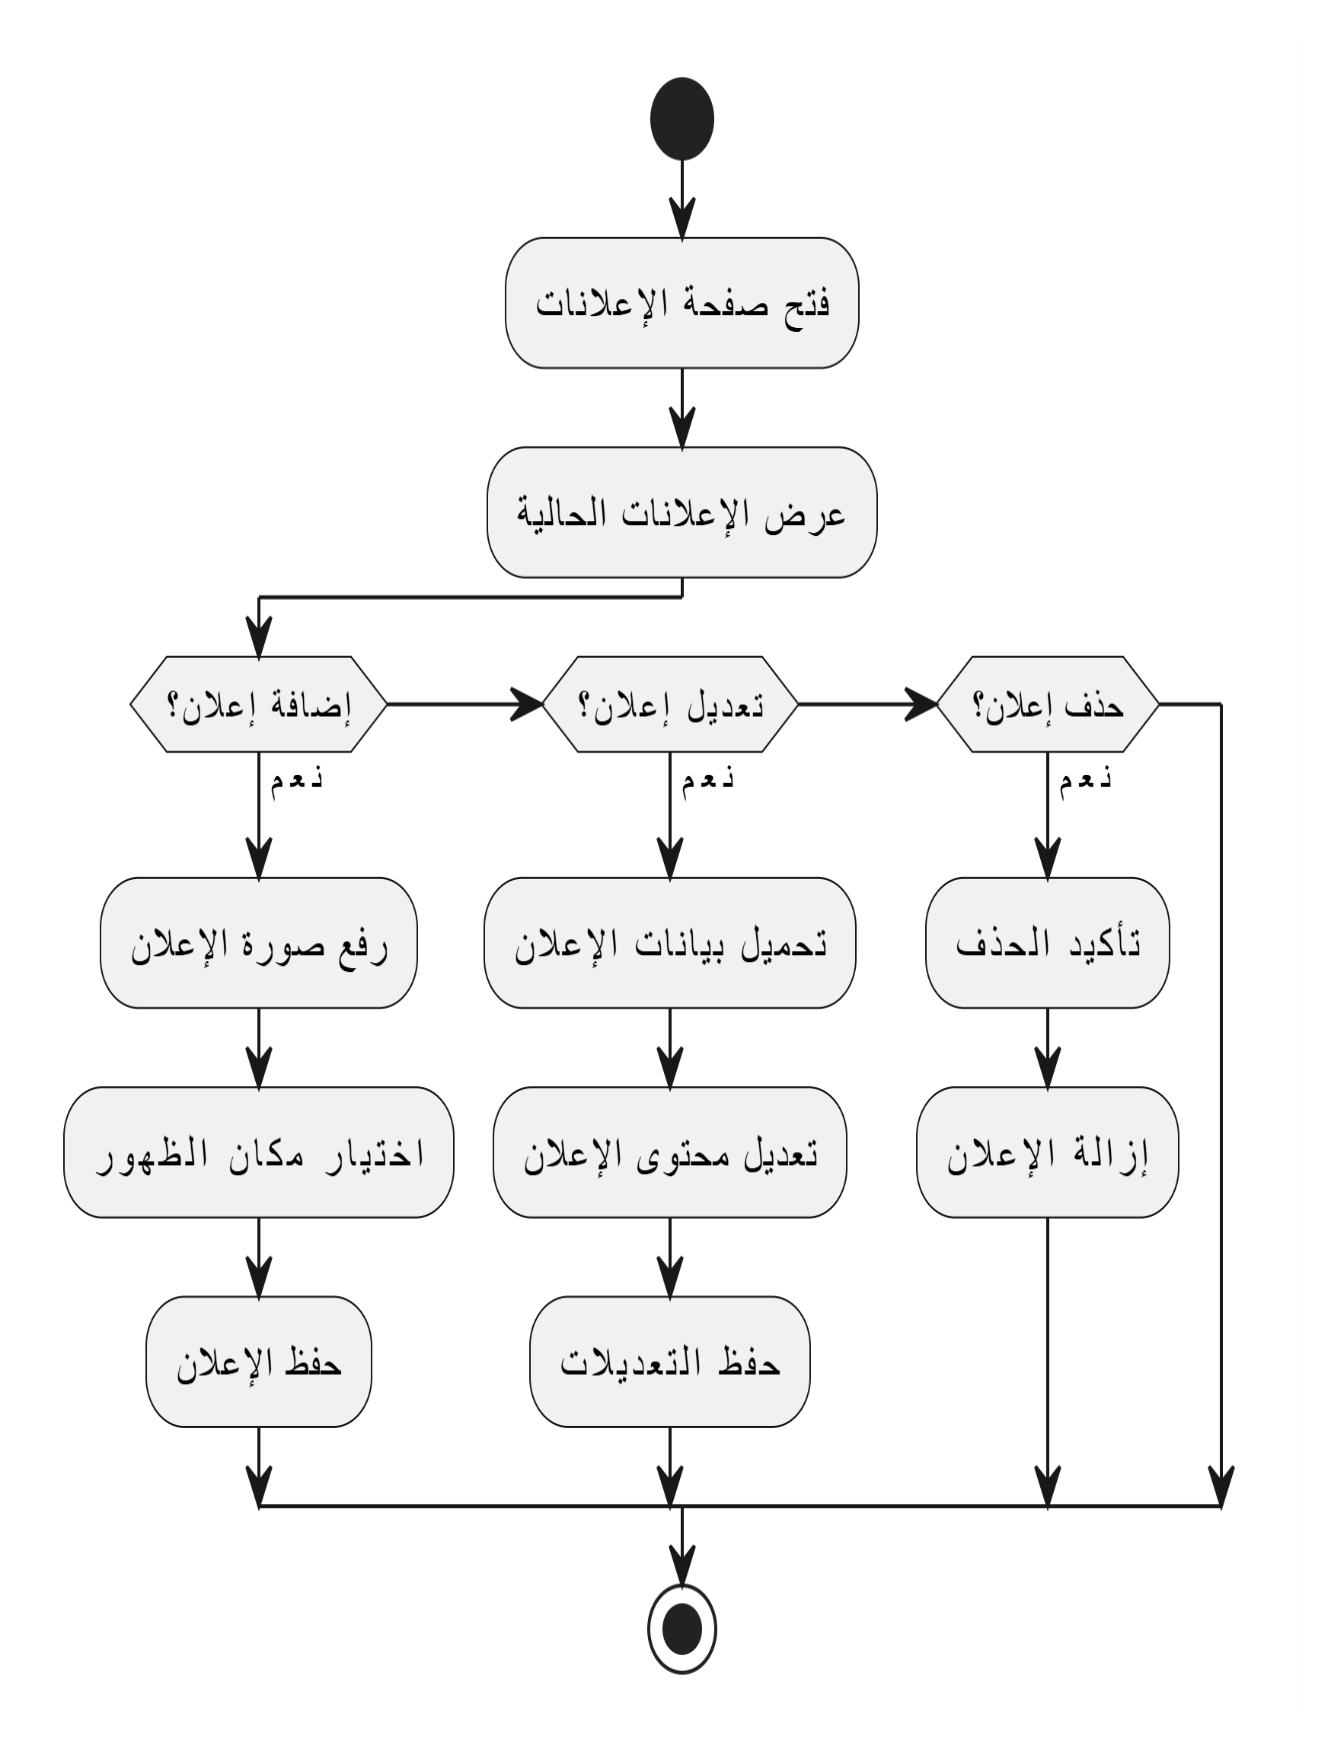 فتح صفحة الإعلانات
عرض الإعلانات الحالية
إضافة إعلان؟
نعم
رفع صورة الإعلان
اختيار مكان الظهور
حفظ الإعلان
تعديل إعلان؟
نعم
تحميل بيانات الإعلان
تعديل محتوى الإعلان
حفظ التعديلات
حذف إعلان؟
نعم
تأكيد الحذف
إزالة الإعلان